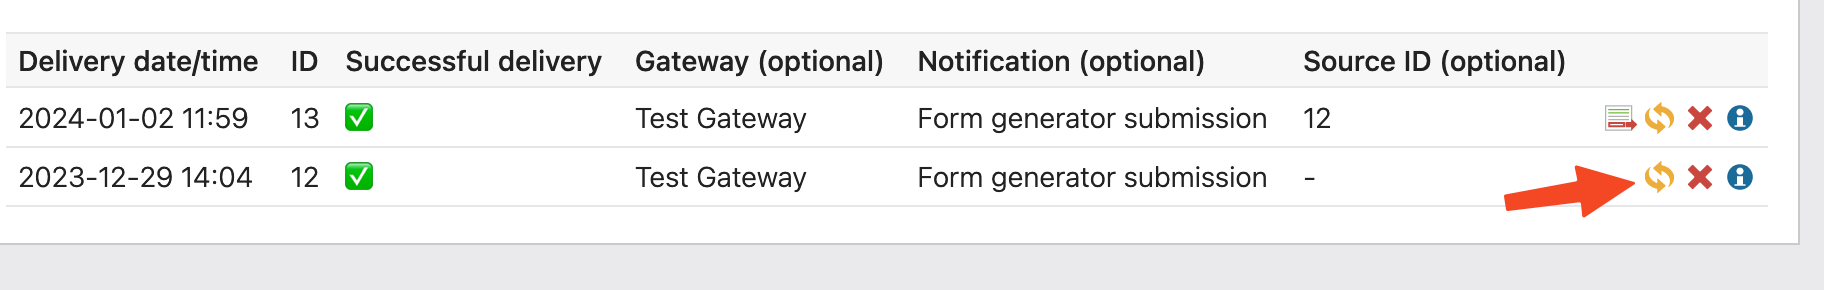 Delivery date/time ID Successful delivery Gateway (optional) Notification (optional) Source ID (optional)
2024-01-02 11:59 13 Test Gateway Form generator submission 12
2023-12-29 14:04 12 Test Gateway Form generator submission -